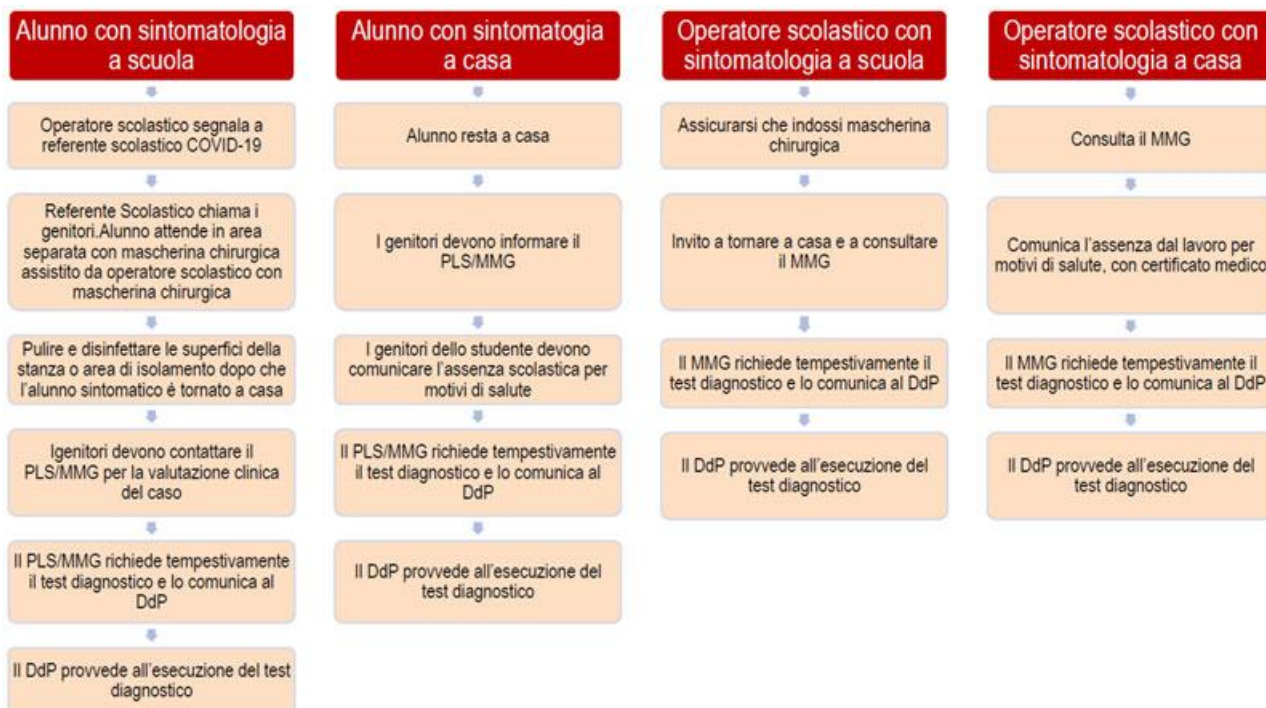 Alunno con sintomatologia
a scuola
Operatore scolastico segnala a
referente scolastico COVID-19
Referente Scolastico chiama i
genitori.Alunno attende in area
separata con mascherina chirurgica
assistito da operatore scolastico con
mascherina chirurgica
Pulire e disinfettare le superfici della
stanza o area di isolamento dopo che
l'alunno sintomatico è tornato a casa
Igenitori devono contattare il
PLS/MMG per la valutazione clinica
del caso
Il PLS/MMG richiede tempestivamente
il test diagnostico e lo comunica al
DdP
Il DdP provvede all'esecuzione del test
diagnostico
Alunno con sintomatogia
a casa
Alunno resta a casa
I genitori devono informare il
PLS/MMG
I genitori dello studente devono
comunicare l'assenza scolastica per
motivi di salute
Il PLS/MMG richiede tempestivamente
il test diagnostico e lo comunica al
DdP
Il DdP provvede all'esecuzione del
test diagnostico
Operatore scolastico con
sintomatologia a scuola
Assicurarsi che indossi mascherina
chirurgica
Invito a tornare a casa e a consultare
il MMG
Il MMG richiede tempestivamente il
test diagnostico e lo comunica al DdP
Il DdP provvede all'esecuzione del
test diagnostico
Operatore scolastico con
sintomatologia a casa
Consulta il MMG
Comunica l'assenza dal lavoro per
motivi di salute, con certificato medico
Il MMG richiede tempestivamente il
test diagnostico e lo comunica al DdP
Il DdP provvede all'esecuzione del
test diagnostico